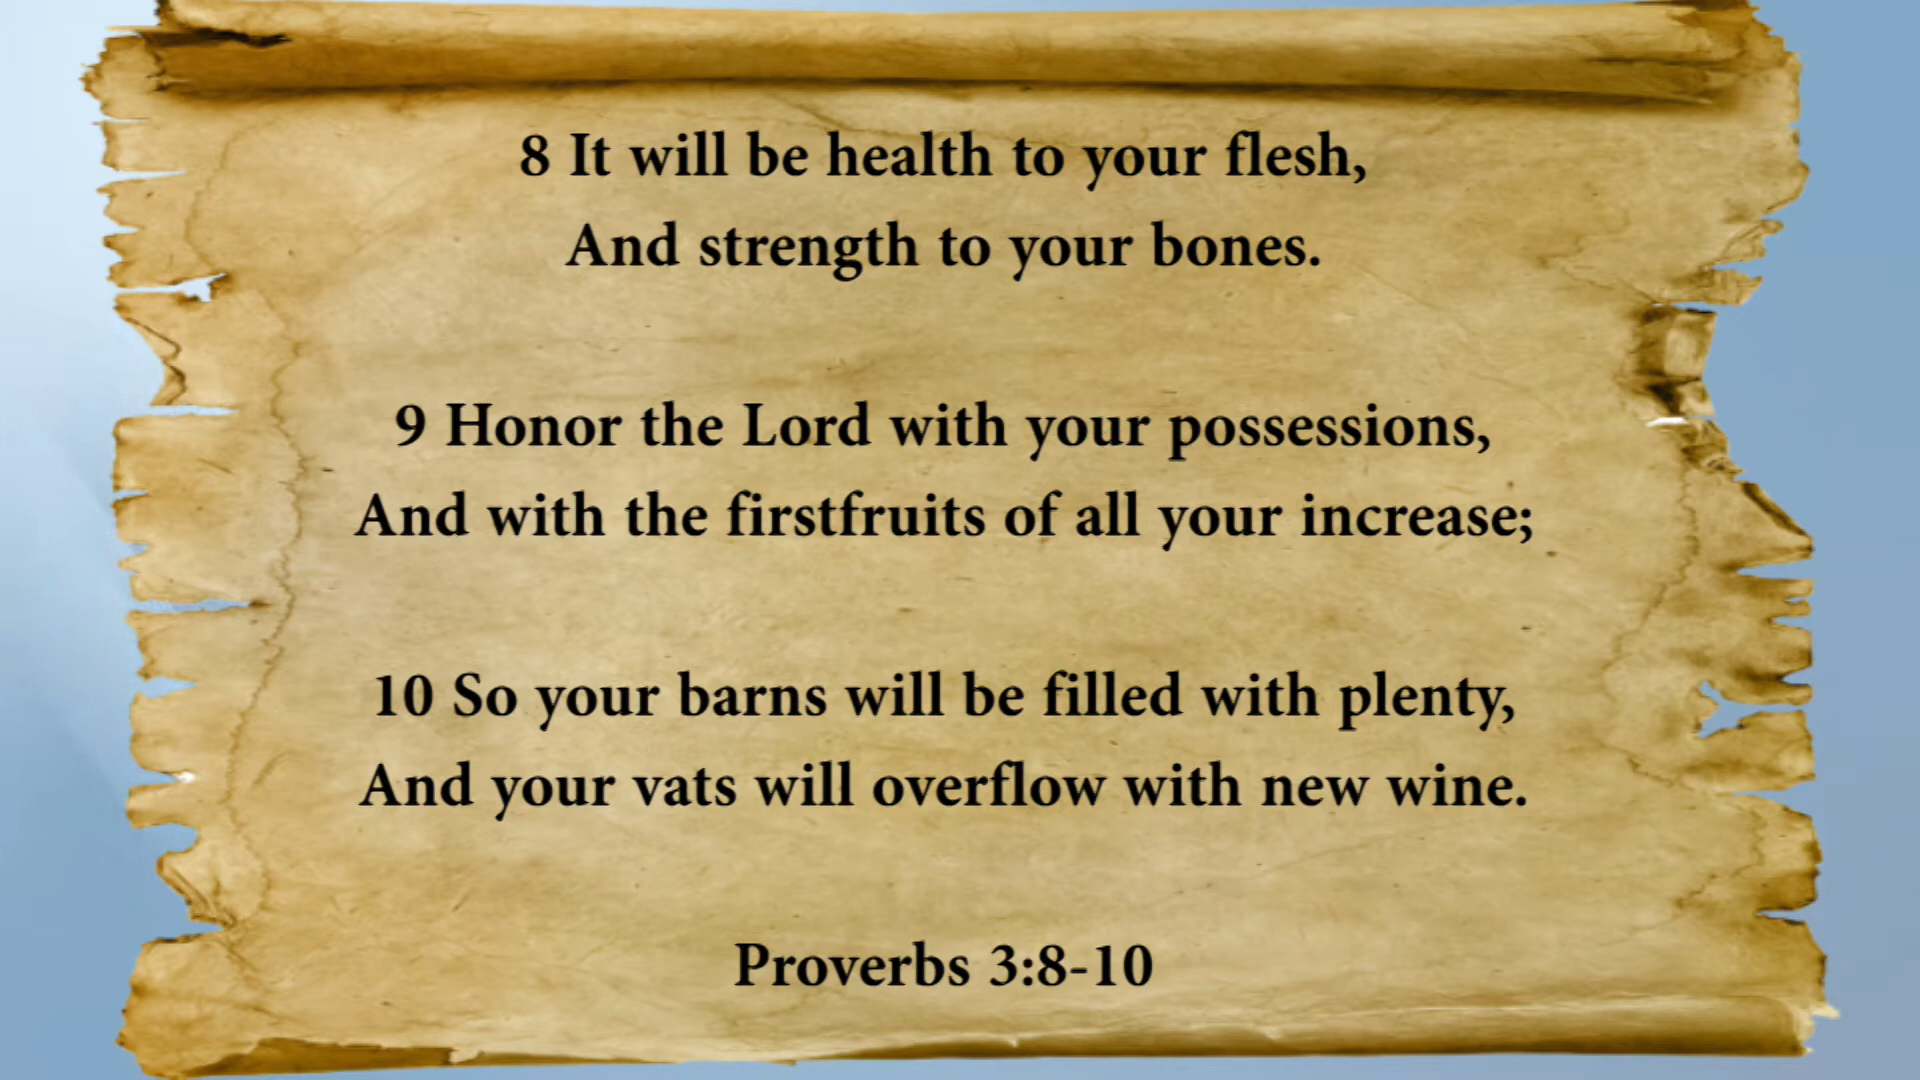 8 It will be health to your flesh,
And strength to your bones.
9 Honor the Lord with your possessions,
And with the firstfruits of all your increase;
10 So your barns will be filled with plenty,
And your vats will overflow with new wine.
Proverbs 3:8-10